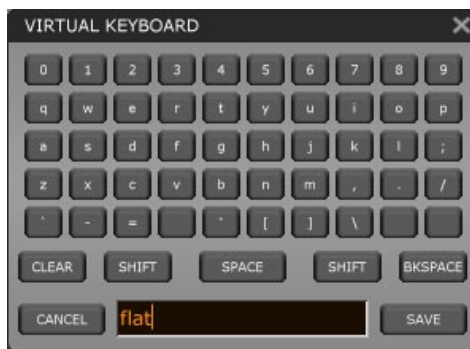 VIRTUAL KEYBOARD X
0 1 2 3 4 5 6 7 8 9
q w e r t y u i o p
a s d f g h j k l ;
z x c v b n m , . /
` - = ' [ ] \
CLEAR SHIFT SPACE SHIFT BKSPACE
CANCEL flat SAVE